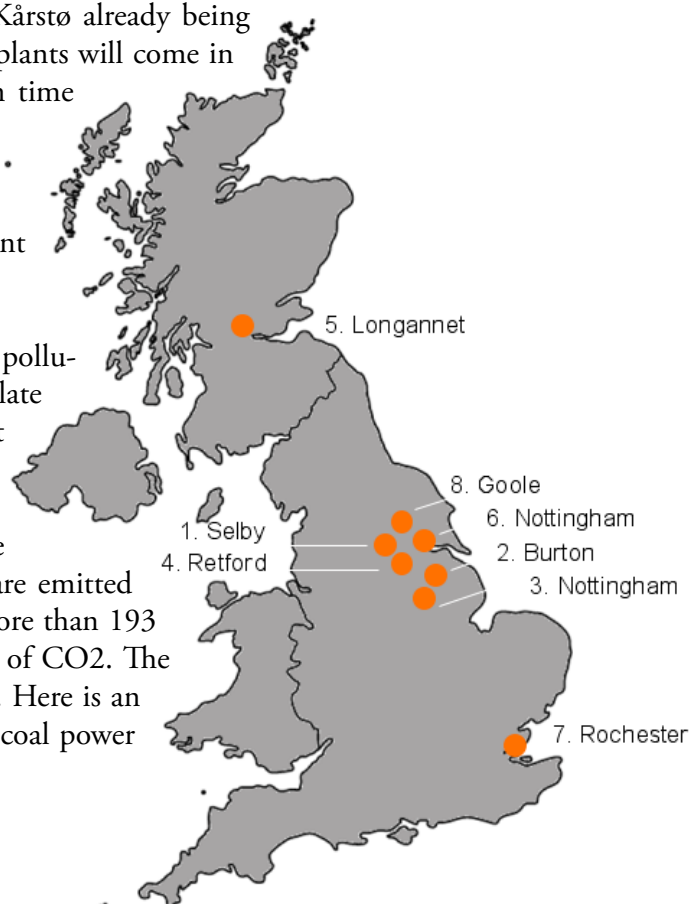 Kårstø already being
plants will come in
time
nt
5. Longannet
pollu-
late
8. Goole
6. Nottingham
1. Selby
2. Burton
4. Retford
3. Nottingham
are emitted
ore than 193
of CO2. The
Here is an
coal power
7. Rochester